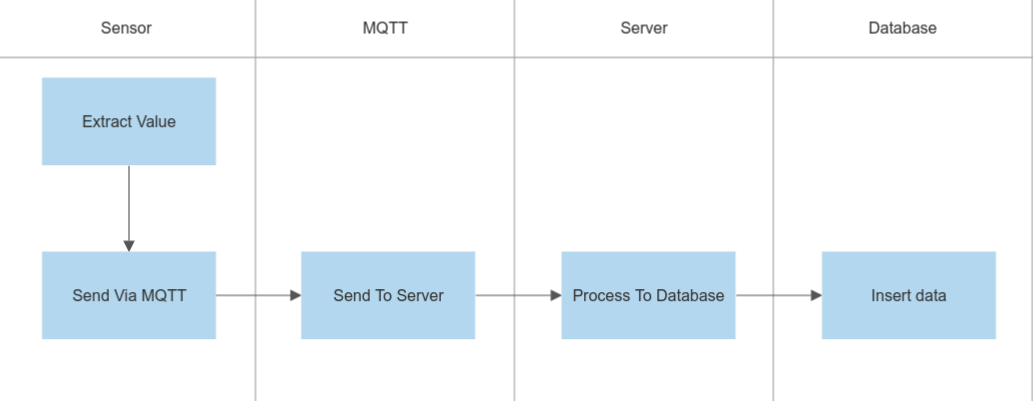 Sensor
MQTT
Server
Database
Extract Value
Send Via MQTT
Send To Server
Process To Database
Insert data